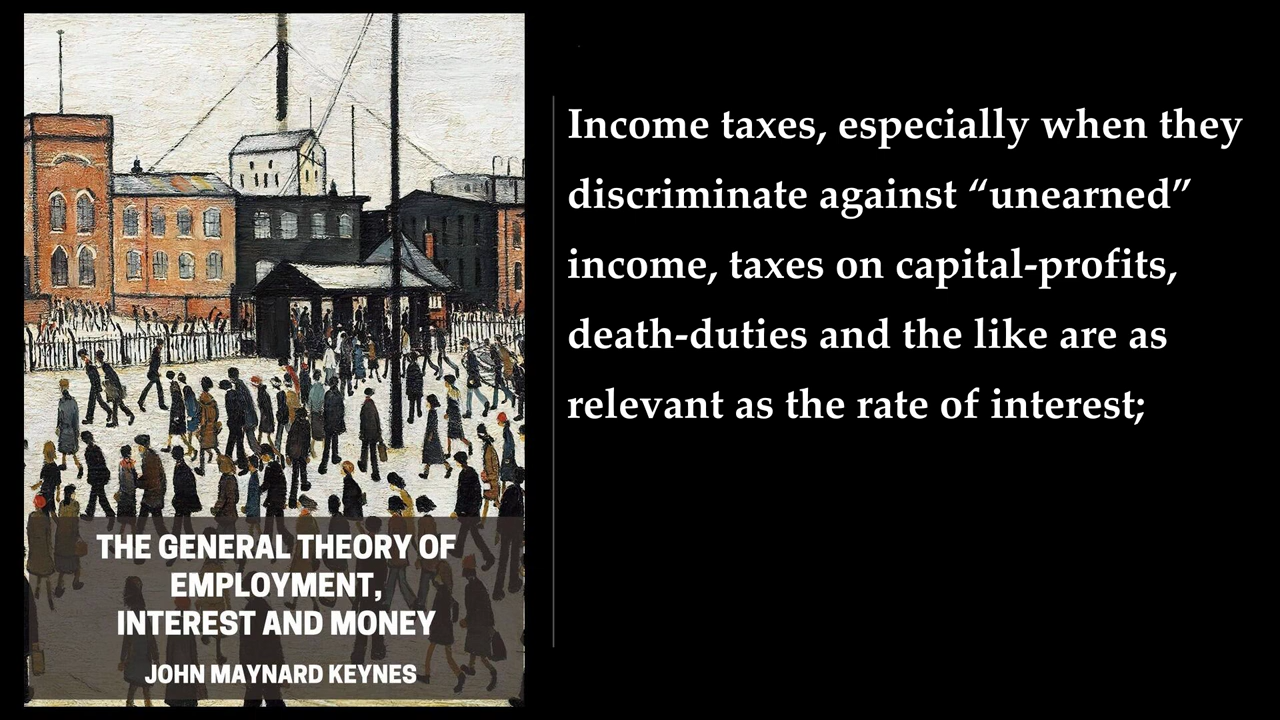 THE GENERAL THEORY OF
EMPLOYMENT,
INTEREST AND MONEY
JOHN MAYNARD KEYNES
Income taxes, especially when they
discriminate against “unearned”
income, taxes on capital-profits,
death-duties and the like are as
relevant as the rate of interest;